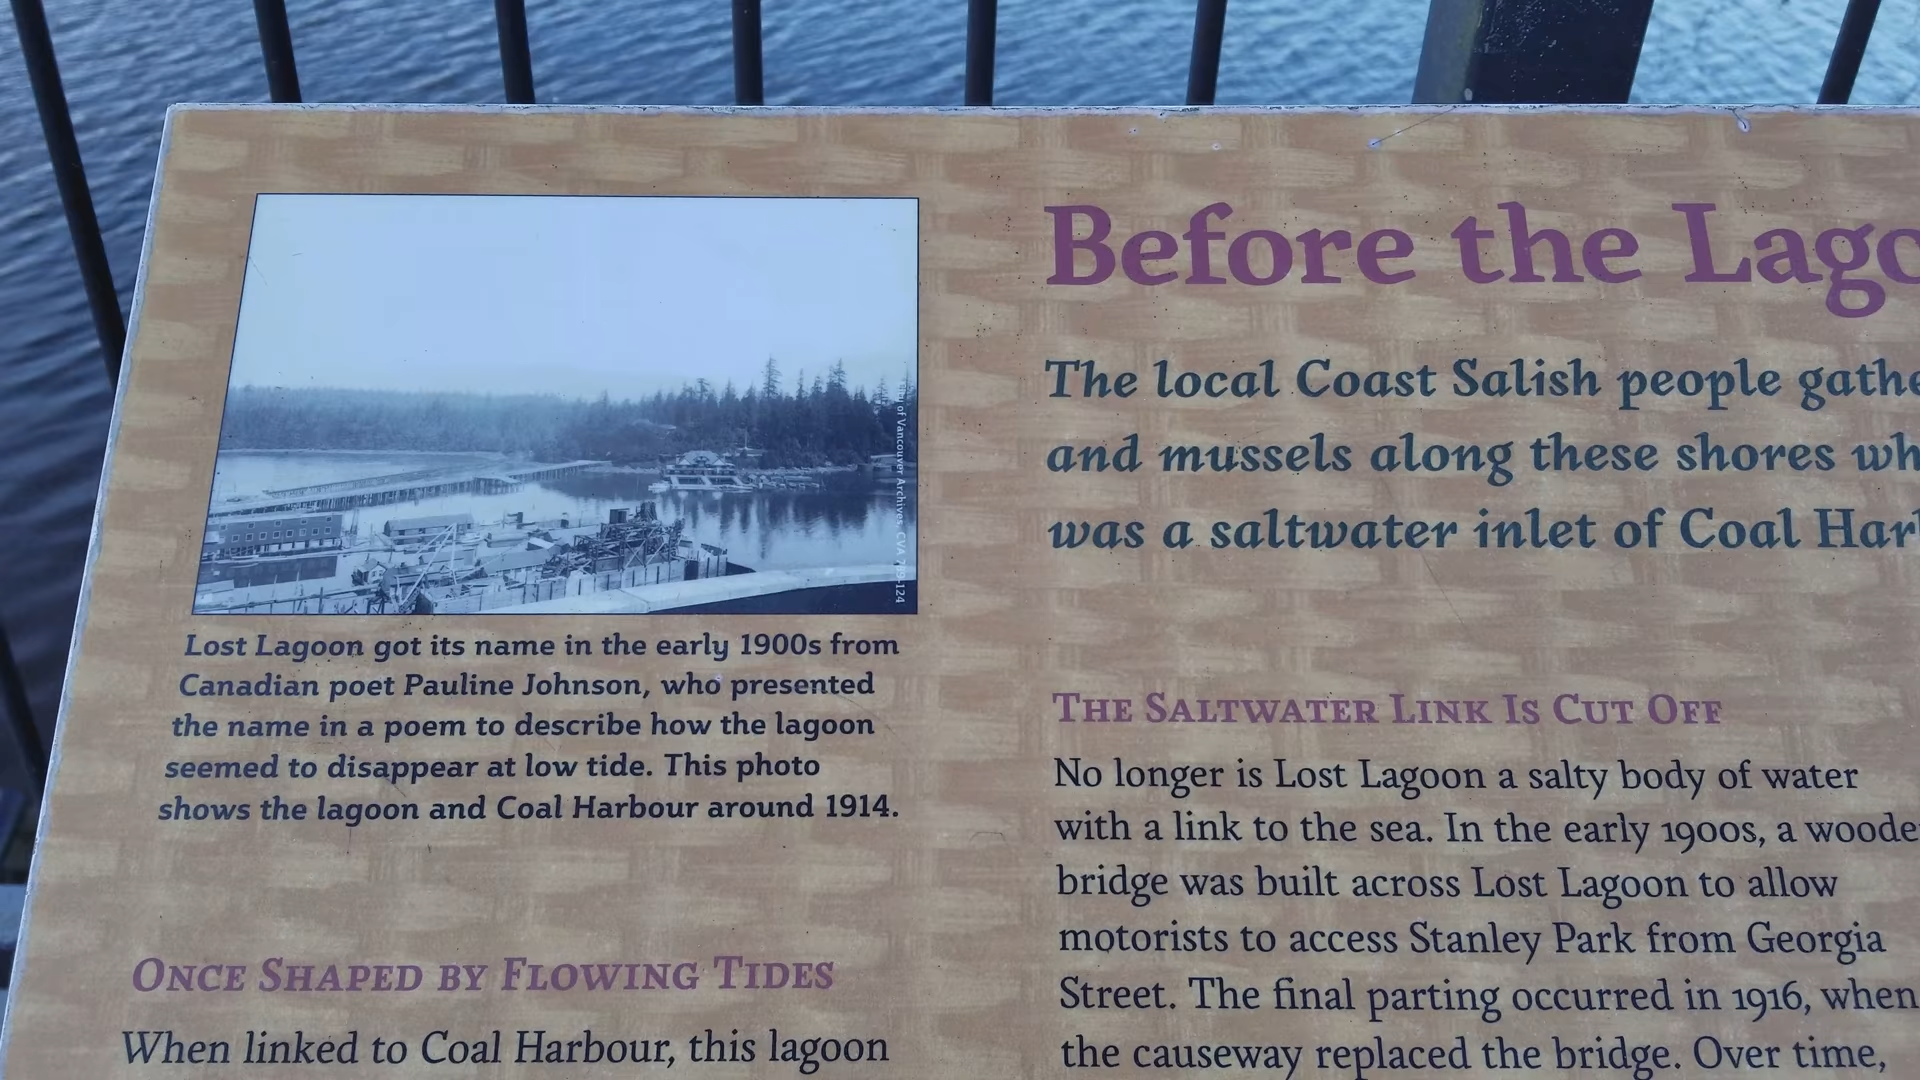 Before the Lago
The local Coast Salish people gathe
and mussels along these shores wh
was a saltwater inlet of Coal Harb
of Vancouver Archives, CVA
Lost Lagoon got its name in the early 1900s from
Canadian poet Pauline Johnson, who presented
the name in a poem to describe how the lagoon
seemed to disappear at low tide. This photo
shows the lagoon and Coal Harbour around 1914.
Once Shaped by Flowing Tides
When linked to Coal Harbour, this lagoon
The Saltwater Link Is Cut Off
No longer is Lost Lagoon a salty body of water
with a link to the sea. In the early 1900s, a woode
bridge was built across Lost Lagoon to allow
motorists to access Stanley Park from Georgia
Street. The final parting occurred in 1916, when
the causeway replaced the bridge. Over time,